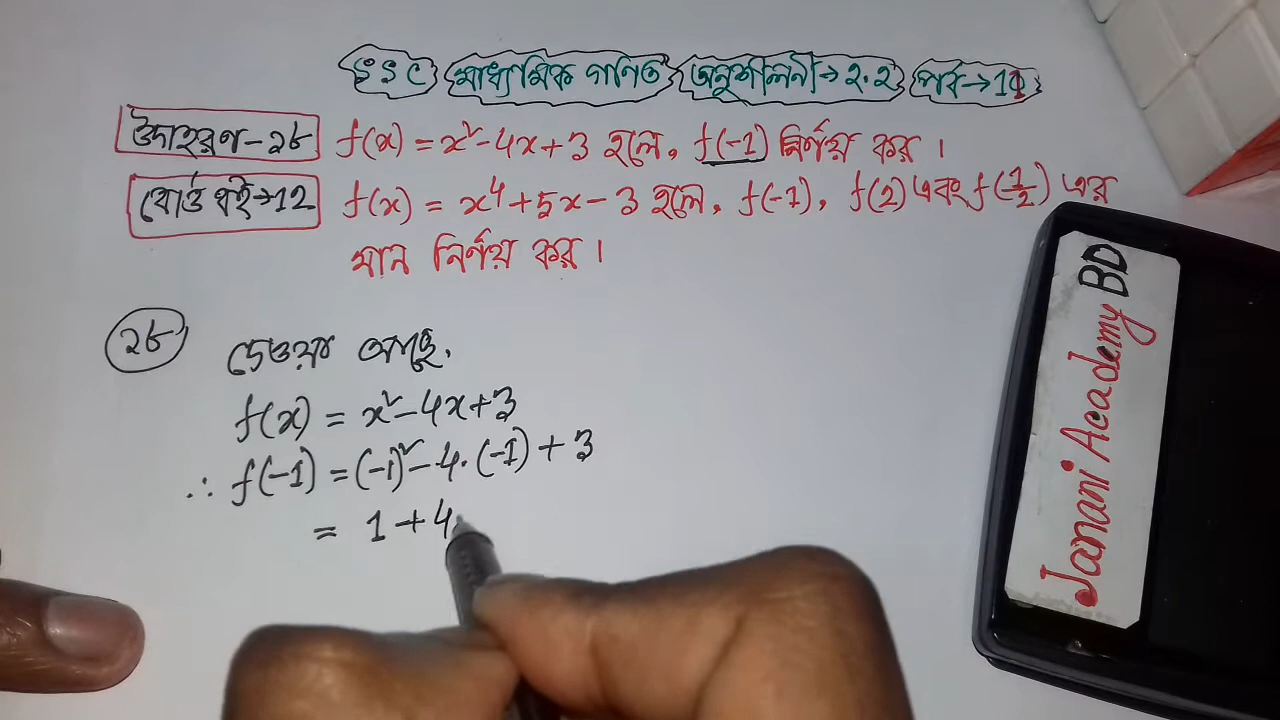 SSC মাধ্যমিক গণিত অনুশীলনী→২.২ পর্ব→11
উদাহরণ-২৮ f(x) = x² - 4x + 3 হলে, f(-1) নির্ণয় কর।
বোর্ড বই→12 f(x) = x⁴ + 5x - 3 হলে, f(-1), f(2) এবং f(1/2) এর
মান নির্ণয় কর।
২৮ দেওয়া আছে,
f(x) = x² - 4x + 3
∴ f(-1) = (-1)² - 4·(-1) + 3
= 1 + 4
Janani Academy BD